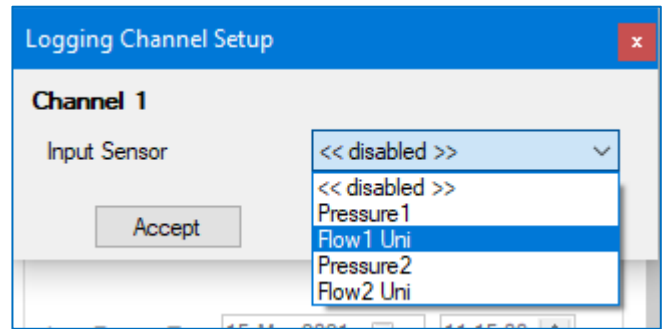 Logging Channel Setup
x
Channel 1
Input Sensor
<< disabled >>
<< disabled >>
Pressure1
Accept
Flow1 Uni
Pressure2
Flow2 Uni